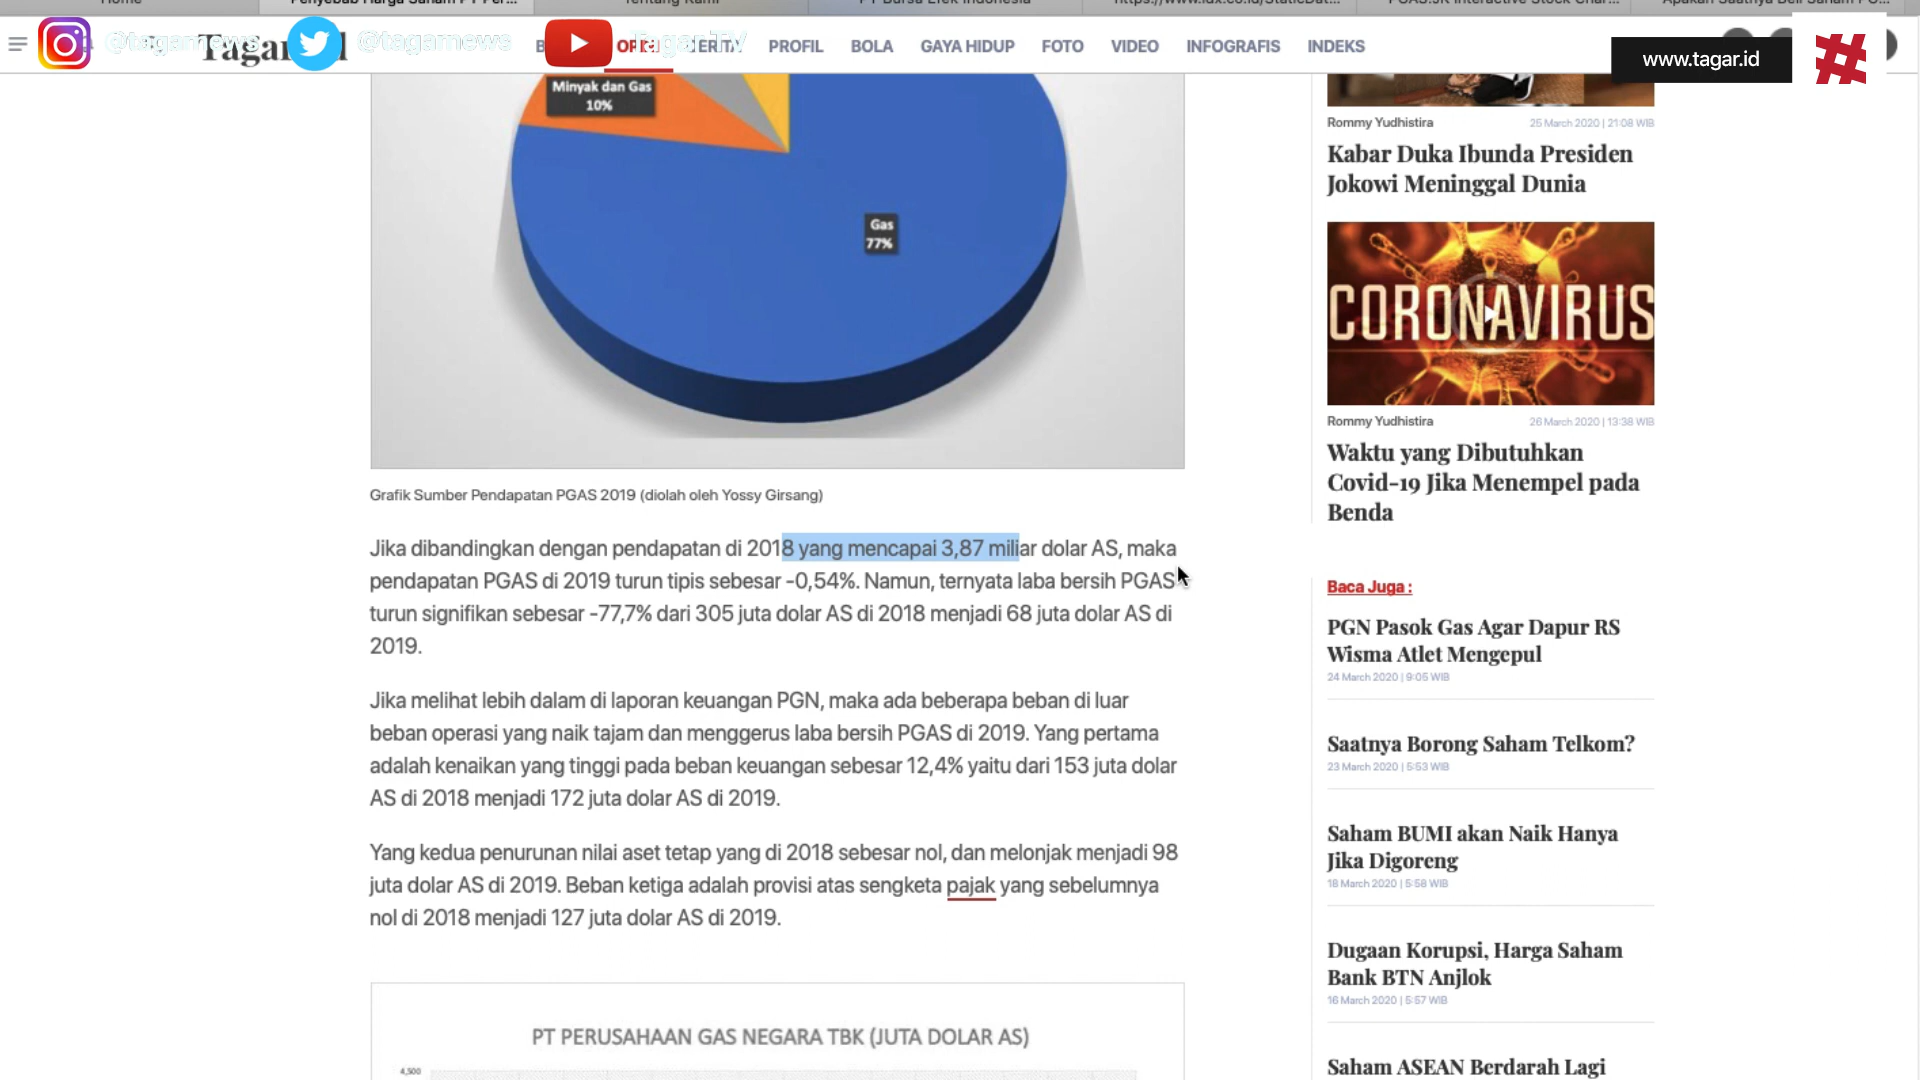 PT Bursa Efek Indonesia
@tagarnews
@tagarnews
Tagar TV
OPINI
BERITA
PROFIL
BOLA
GAYA HIDUP
FOTO
VIDEO
INFOGRAFIS
INDEKS
www.tagar.id
Minyak dan Gas
10%
Gas
77%
Grafik Sumber Pendapatan PGAS 2019 (diolah oleh Yossy Girsang)
Jika dibandingkan dengan pendapatan di 2018 yang mencapai 3,87 miliar dolar AS, maka
pendapatan PGAS di 2019 turun tipis sebesar -0,54%. Namun, ternyata laba bersih PGAS
turun signifikan sebesar -77,7% dari 305 juta dolar AS di 2018 menjadi 68 juta dolar AS di
2019.
Jika melihat lebih dalam di laporan keuangan PGN, maka ada beberapa beban di luar
beban operasi yang naik tajam dan menggerus laba bersih PGAS di 2019. Yang pertama
adalah kenaikan yang tinggi pada beban keuangan sebesar 12,4% yaitu dari 153 juta dolar
AS di 2018 menjadi 172 juta dolar AS di 2019.
Yang kedua penurunan nilai aset tetap yang di 2018 sebesar nol, dan melonjak menjadi 98
juta dolar AS di 2019. Beban ketiga adalah provisi atas sengketa pajak yang sebelumnya
nol di 2018 menjadi 127 juta dolar AS di 2019.
PT PERUSAHAAN GAS NEGARA TBK (JUTA DOLAR AS)
4,500
Rommy Yudhistira
25 March 2020 | 21:08 WIB
Kabar Duka Ibunda Presiden
Jokowi Meninggal Dunia
CORONAVIRUS
Rommy Yudhistira
26 March 2020 | 13:38 WIB
Waktu yang Dibutuhkan
Covid-19 Jika Menempel pada
Benda
Baca Juga :
PGN Pasok Gas Agar Dapur RS
Wisma Atlet Mengepul
24 March 2020 | 9:05 WIB
Saatnya Borong Saham Telkom?
23 March 2020 | 5:53 WIB
Saham BUMI akan Naik Hanya
Jika Digoreng
18 March 2020 | 5:58 WIB
Dugaan Korupsi, Harga Saham
Bank BTN Anjlok
16 March 2020 | 5:57 WIB
Saham ASEAN Berdarah Lagi